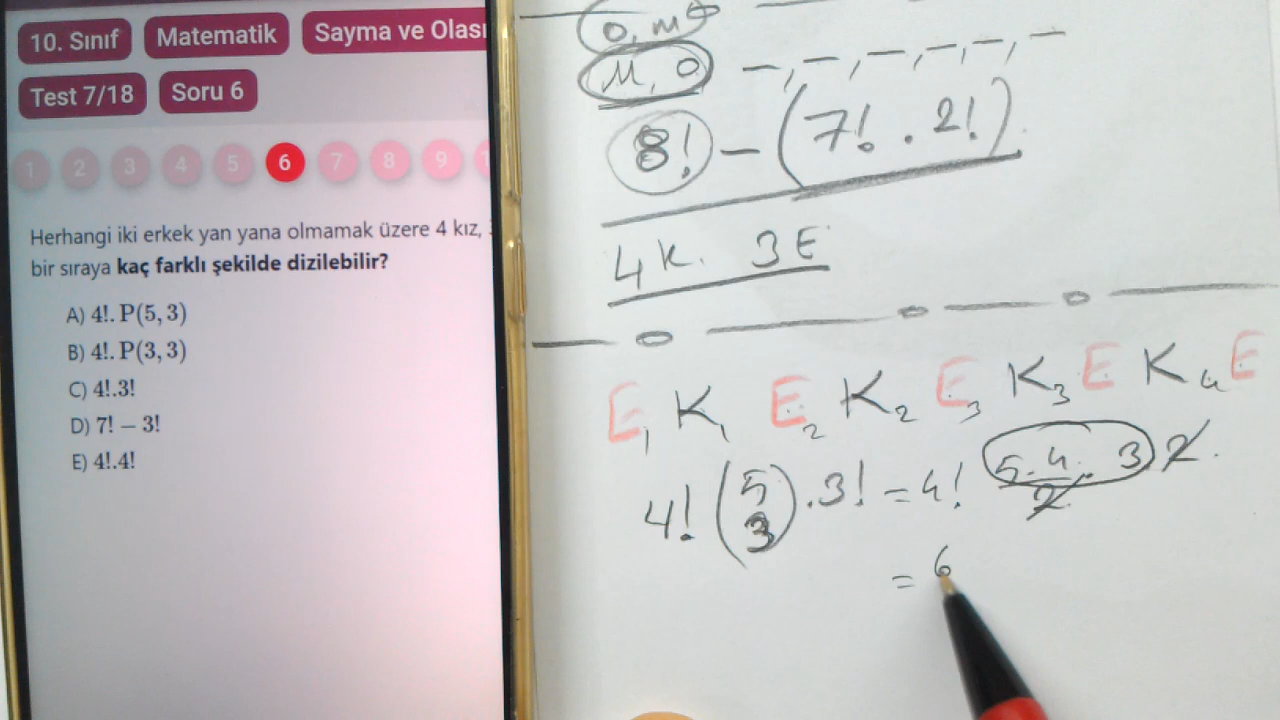 10. Sınıf Matematik Sayma ve Olası
Test 7/18 Soru 6
1 2 3 4 5 6 7 8 9 1
Herhangi iki erkek yan yana olmamak üzere 4 kız,
bir sıraya kaç farklı şekilde dizilebilir?
A) 4!. P(5, 3)
B) 4!. P(3, 3)
C) 4!.3!
D) 7! – 3!
E) 4!.4!
O, M
M, O –, –, –, –, –, –
8! – (7! . 2!)
4K. 3E
E₁ K₁ E₂ K₂ E₃ K₃ E K₄ E
4! (5 3) . 3! = 4! 5.4.3 2. / 2
= 6